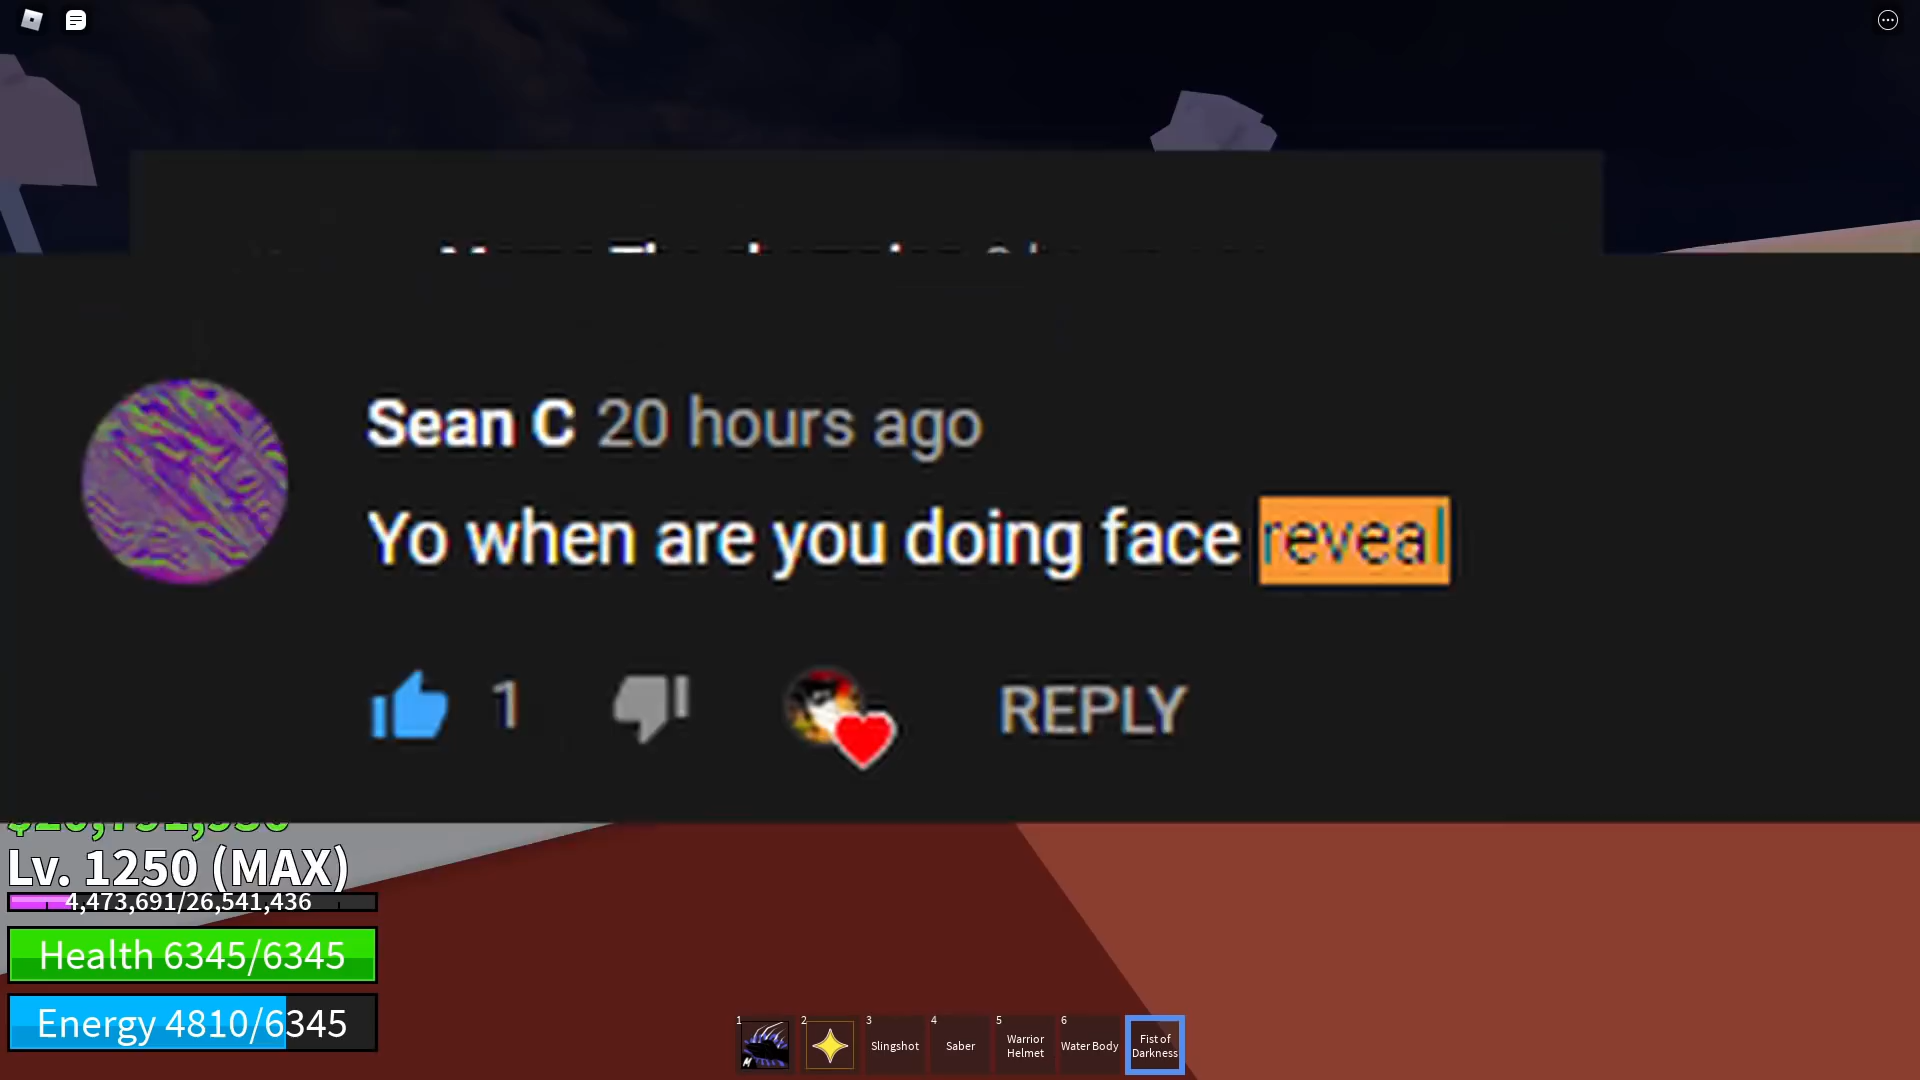 Sean C 20 hours ago
Yo when are you doing face reveal
1
REPLY
Lv. 1250 (MAX)
4,473,691/26,541,436
Health 6345/6345
Energy 4810/6345
1
2
3
Slingshot
4
Saber
5
Warrior
Helmet
6
Water Body
Fist of
Darkness